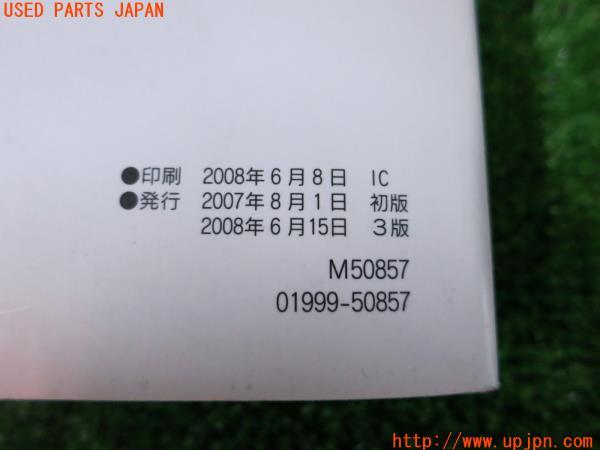 USED PARTS JAPAN
●印刷 2008年6月8日 IC
●発行 2007年8月1日 初版
2008年6月15日 3版
M50857
01999-50857
http://www.upjpn.com/